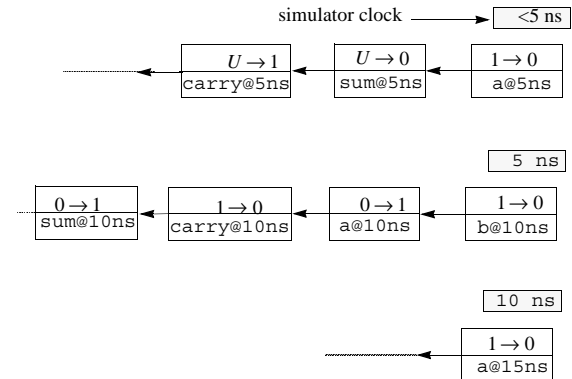 simulator clock <5 ns
U → 1 U → 0 1 → 0
carry@5ns sum@5ns a@5ns
5 ns
0 → 1 1 → 0 0 → 1 1 → 0
sum@10ns carry@10ns a@10ns b@10ns
10 ns
1 → 0
a@15ns